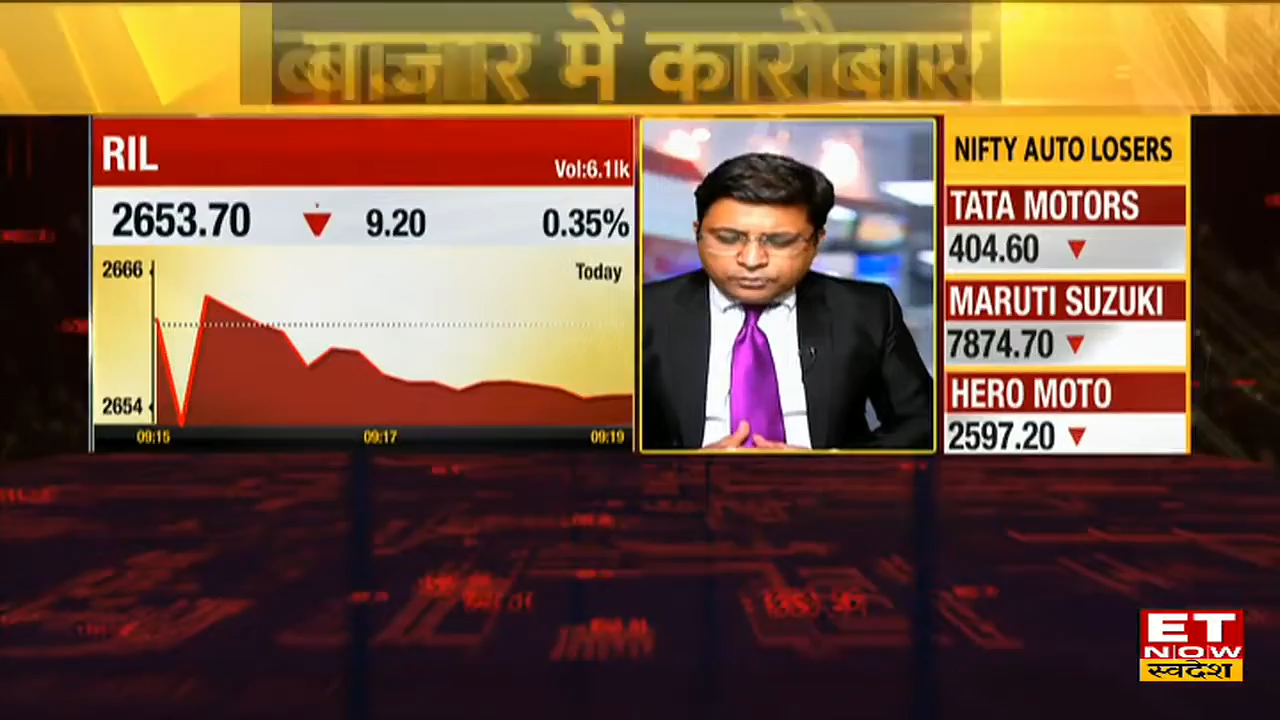 बाजार में कारोबार
RIL
Vol:6.1lk
2653.70 ▼ 9.20 0.35%
2666
Today
2654
09:15 09:17 09:19
NIFTY AUTO LOSERS
TATA MOTORS
404.60 ▼
MARUTI SUZUKI
7874.70 ▼
HERO MOTO
2597.20 ▼
ET
NOW
स्वदेश